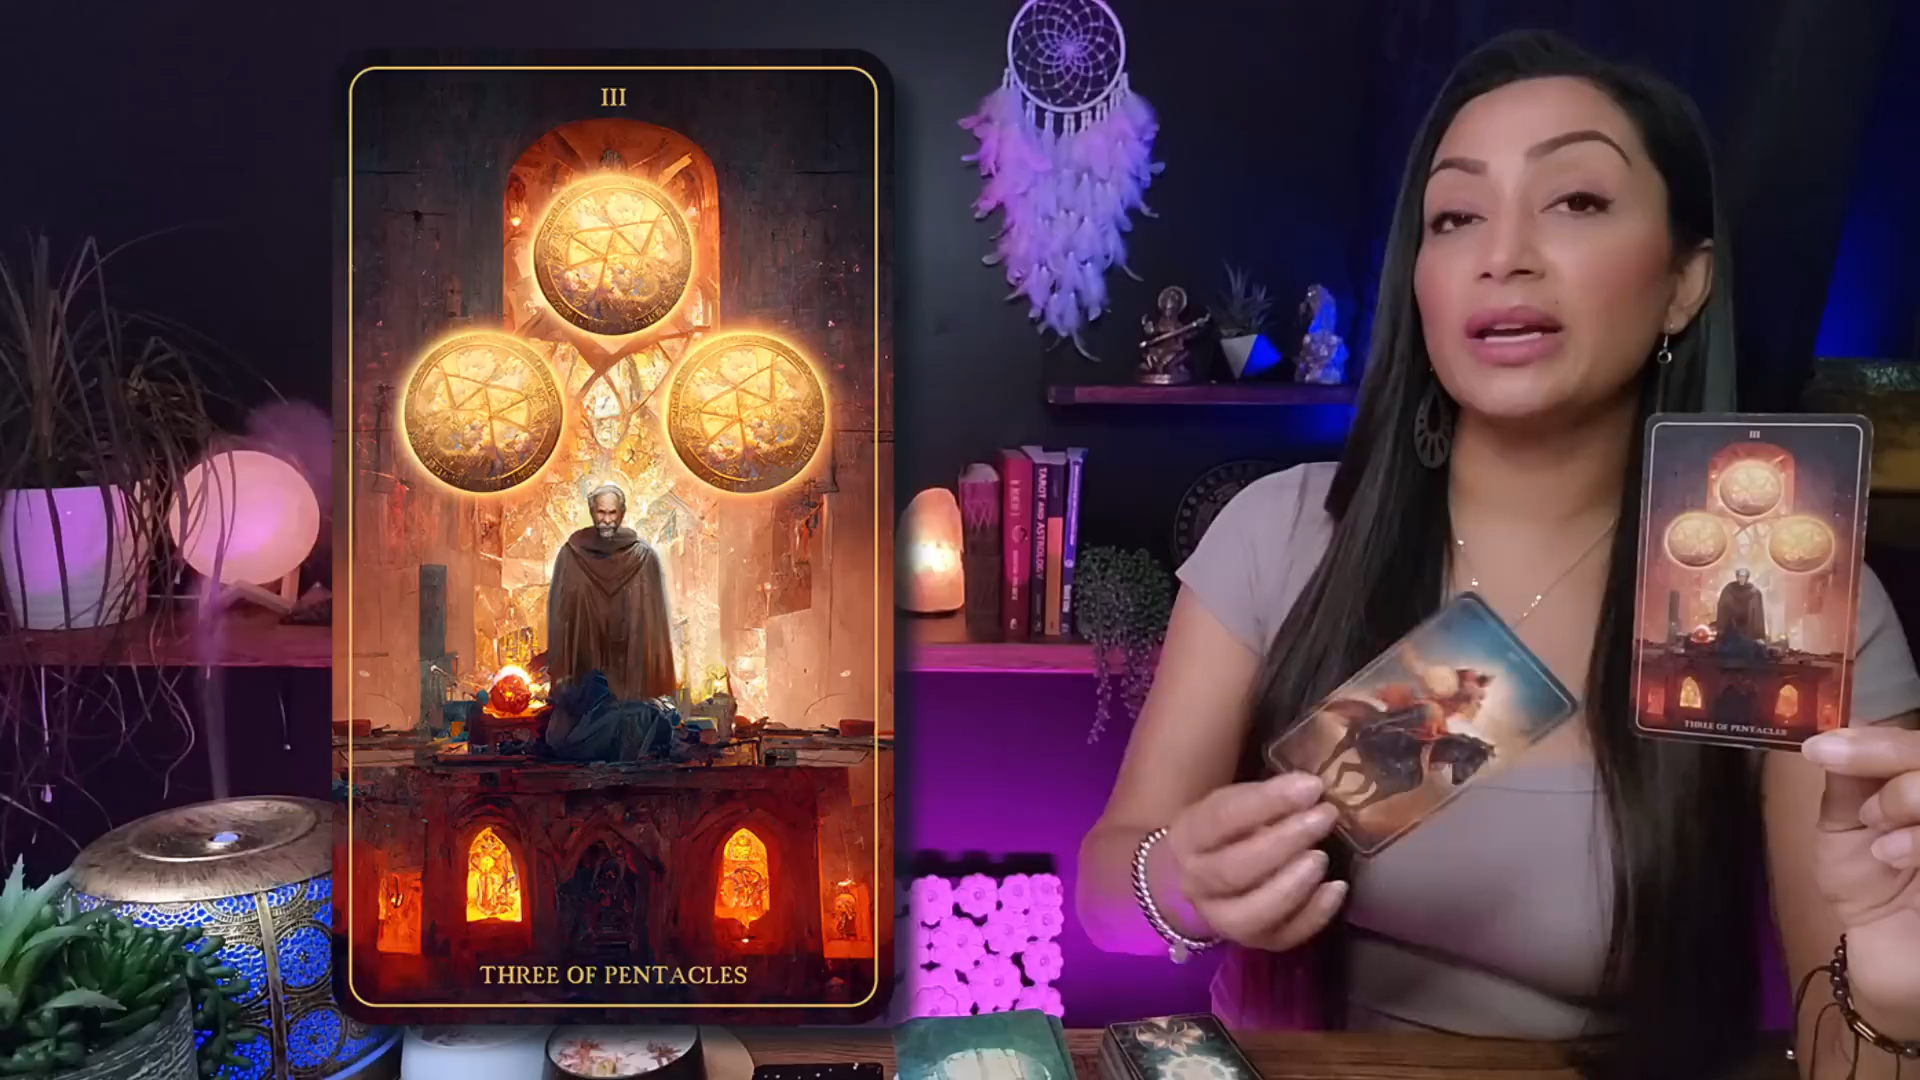 III
THREE OF PENTACLES
TAROT AND ASTROLOGY
III
THREE OF PENTACLES